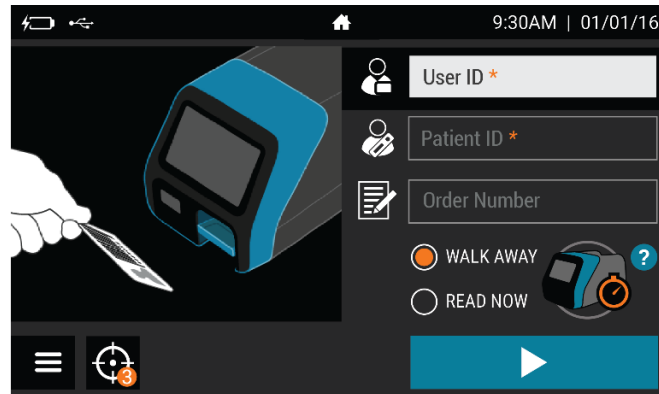 9:30AM | 01/01/16
User ID *
Patient ID *
Order Number
WALK AWAY
?
READ NOW
3